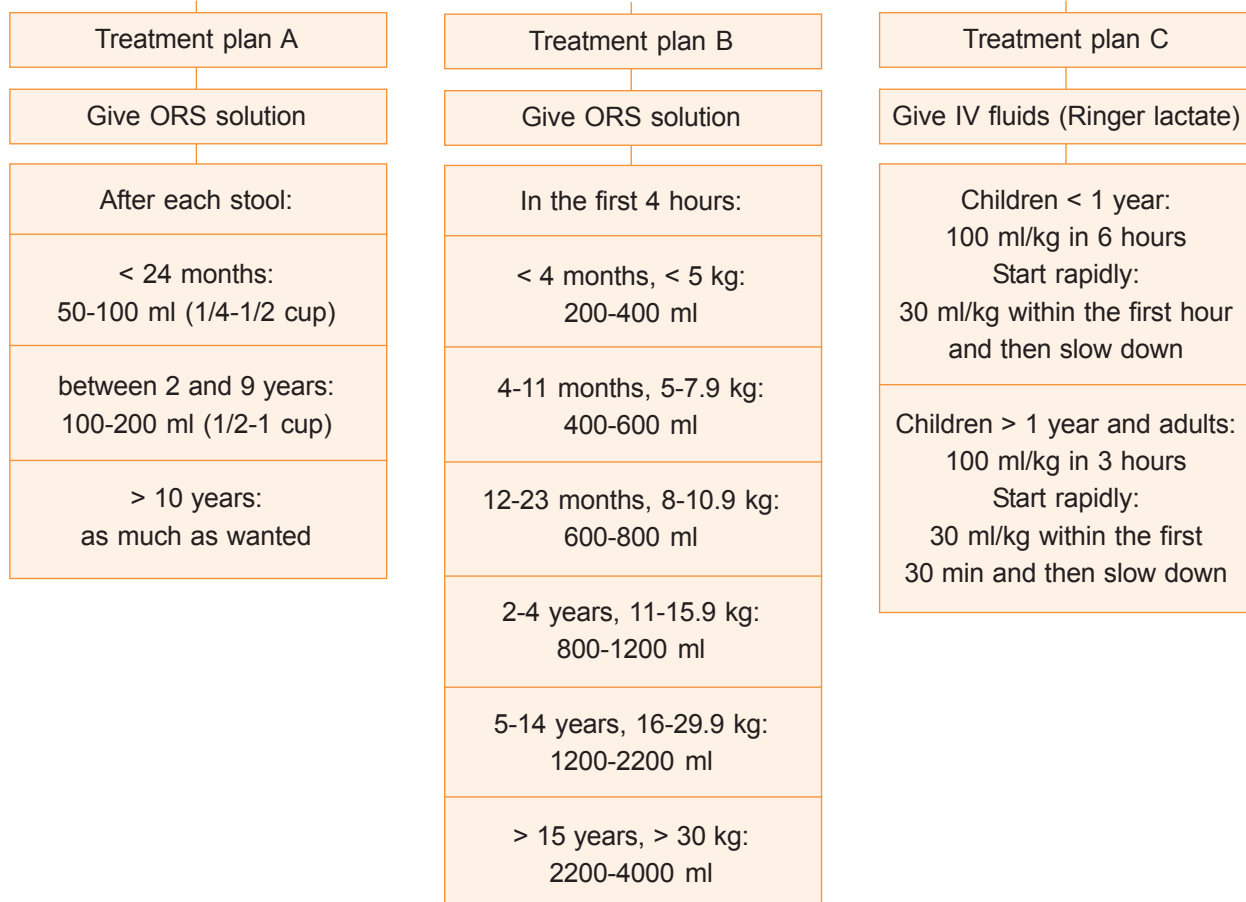 Treatment plan A
Give ORS solution
After each stool:
< 24 months:
50-100 ml (1/4-1/2 cup)
between 2 and 9 years:
100-200 ml (1/2-1 cup)
> 10 years:
as much as wanted
Treatment plan B
Give ORS solution
In the first 4 hours:
< 4 months, < 5 kg:
200-400 ml
4-11 months, 5-7.9 kg:
400-600 ml
12-23 months, 8-10.9 kg:
600-800 ml
2-4 years, 11-15.9 kg:
800-1200 ml
5-14 years, 16-29.9 kg:
1200-2200 ml
> 15 years, > 30 kg:
2200-4000 ml
Treatment plan C
Give IV fluids (Ringer lactate)
Children < 1 year:
100 ml/kg in 6 hours
Start rapidly:
30 ml/kg within the first hour
and then slow down
Children > 1 year and adults:
100 ml/kg in 3 hours
Start rapidly:
30 ml/kg within the first
30 min and then slow down